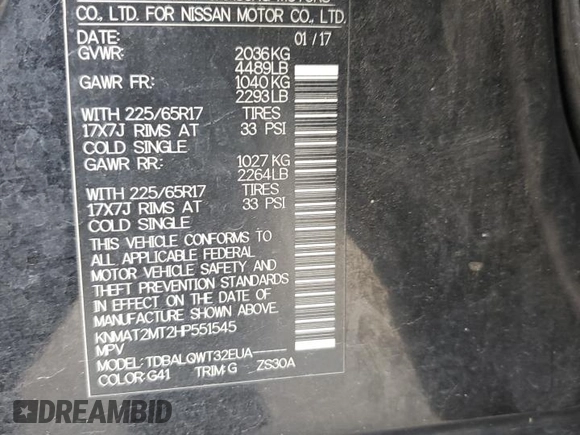 CO., LTD. FOR NISSAN MOTOR CO., LTD.
DATE: 01/17
GVWR: 2036KG
4489LB
GAWR FR: 1040KG
2293LB
WITH 225/65R17 TIRES
17X7J RIMS AT 33 PSI
COLD SINGLE
GAWR RR: 1027KG
2264LB
WITH 225/65R17 TIRES
17X7J RIMS AT 33 PSI
COLD SINGLE
THIS VEHICLE CONFORMS TO
ALL APPLICABLE FEDERAL
MOTOR VEHICLE SAFETY AND
THEFT PREVENTION STANDARDS
IN EFFECT ON THE DATE OF
MANUFACTURE SHOWN ABOVE.
KNMAT2MT2HP551545
MPV
MODEL:TDBALQWT32EUA-----
COLOR:G41 TRIM:G ZS30A
DREAMBID